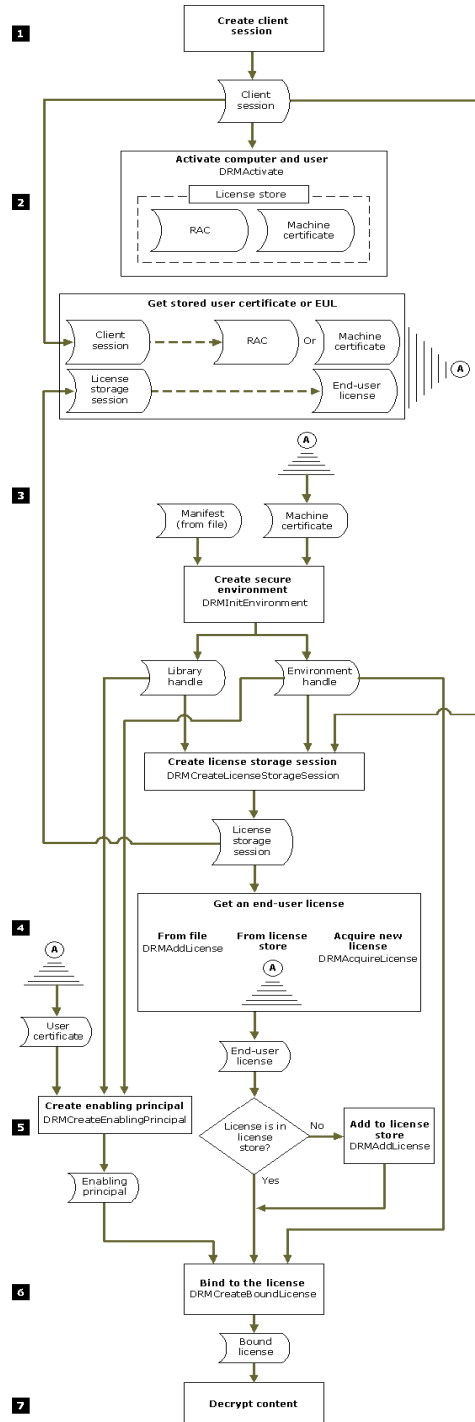 1
Create client
session
Client
session
Activate computer and user
DRMActivate
2
License store
RAC
Machine
certificate
Get stored user certificate or EUL
Client
session
RAC
Or
Machine
certificate
A
License
storage
session
End-user
license
A
3
Manifest
(from file)
Machine
certificate
Create secure
environment
DRMInitEnvironment
Library
handle
Environment
handle
Create license storage session
DRMCreateLicenseStorageSession
License
storage
session
Get an end-user license
4
From file
DRMAddLicense
From license
store
Acquire new
license
DRMAcquireLicense
A
A
User
certificate
End-user
license
5
Create enabling principal
DRMCreateEnablingPrincipal
License is in
license
store?
No
Add to license
store
DRMAddLicense
Yes
Enabling
principal
6
Bind to the license
DRMCreateBoundLicense
Bound
license
7
Decrypt content